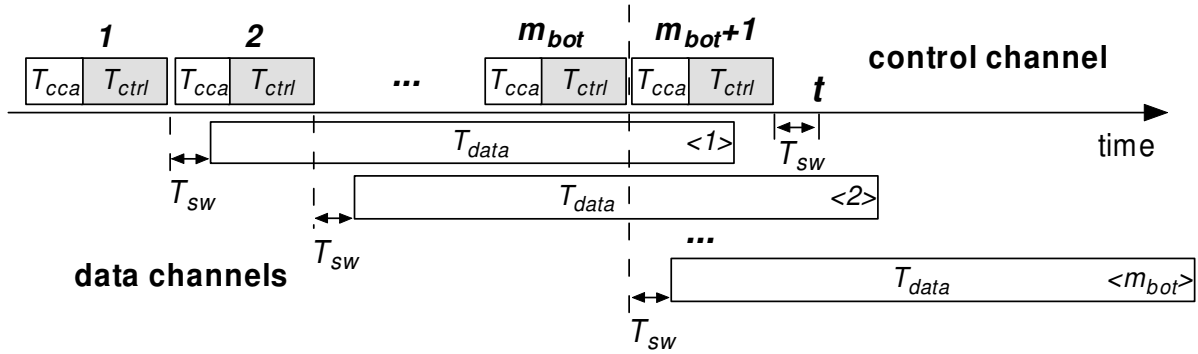 1 2 m_bot m_bot+1
T_cca T_ctrl T_cca T_ctrl ... T_cca T_ctrl T_cca T_ctrl control channel
t
time
T_data <1>
T_sw T_sw
T_data <2>
T_sw
...
data channels
T_data <m_bot>
T_sw